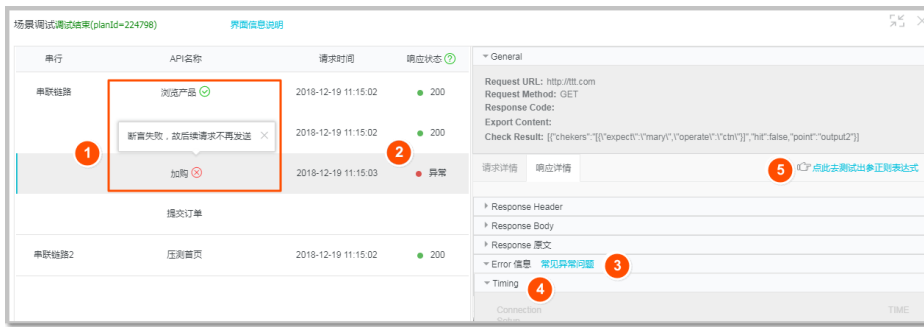 场景调试调试结束(planId=224798) 界面信息说明
串行 API名称 请求时间 响应状态
串联链路 浏览产品 2018-12-19 11:15:02 200
断言失败，故后续请求不再发送 2018-12-19 11:15:02 200
1 2
加购 2018-12-19 11:15:03 异常
提交订单
串联链路2 压测首页 2018-12-19 11:15:02 200
General
Request URL: http://ttt.com
Request Method: GET
Response Code:
Export Content:
Check Result: [{"chekers":"[{\"expect\":\"mary\",\"operate\":\"ctn\"}]","hit":false,"point":"output2"}]
请求详情 响应详情 5 点此去测试出参正则表达式
Response Header
Response Body
Response 原文
Error 信息 常见异常问题 3
Timing 4
Connection TIME